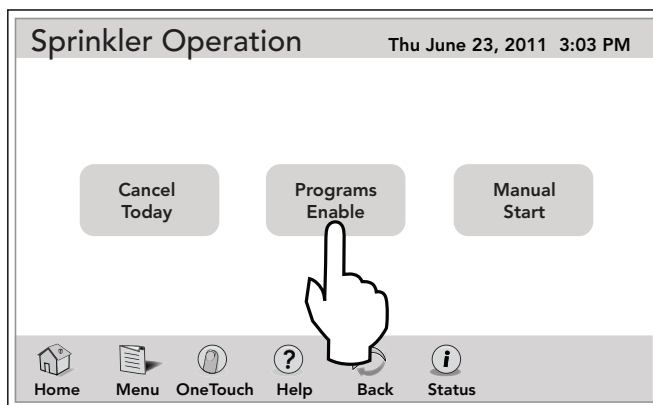 Sprinkler Operation Thu June 23, 2011 3:03 PM
Cancel Today
Programs Enable
Manual Start
Home Menu OneTouch Help Back Status